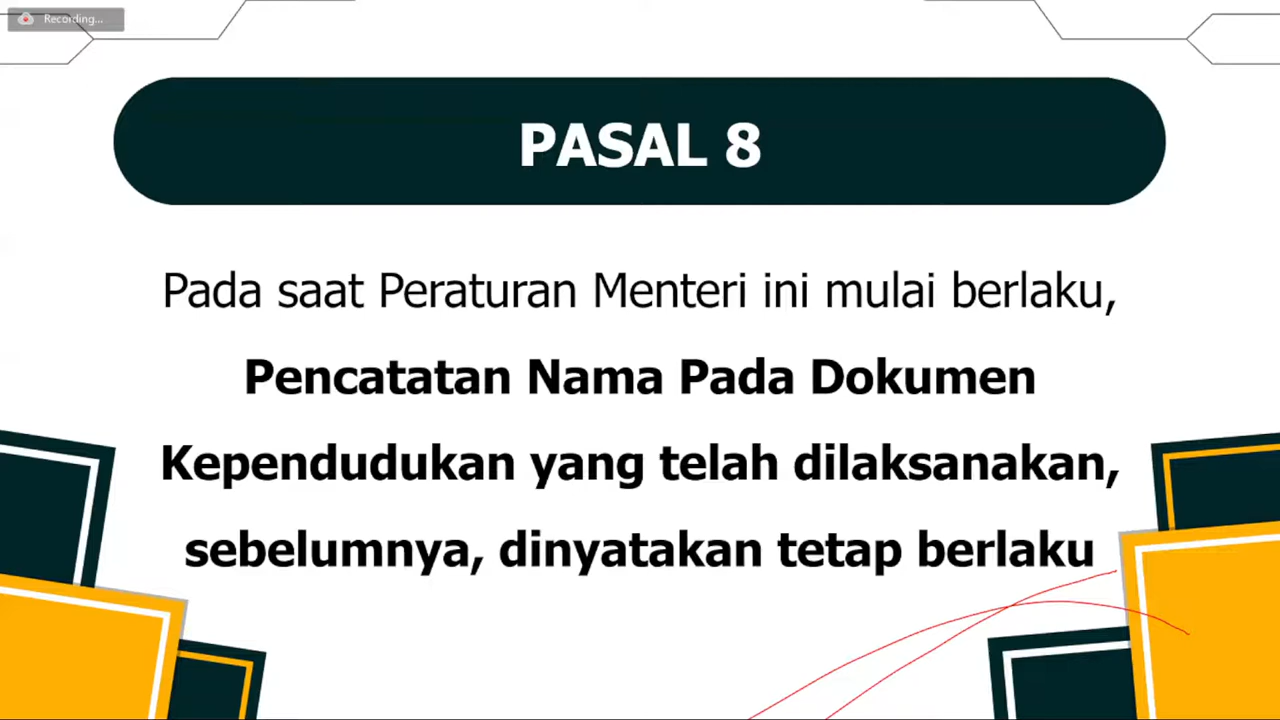 Recording...
PASAL 8
Pada saat Peraturan Menteri ini mulai berlaku,
Pencatatan Nama Pada Dokumen
Kependudukan yang telah dilaksanakan,
sebelumnya, dinyatakan tetap berlaku